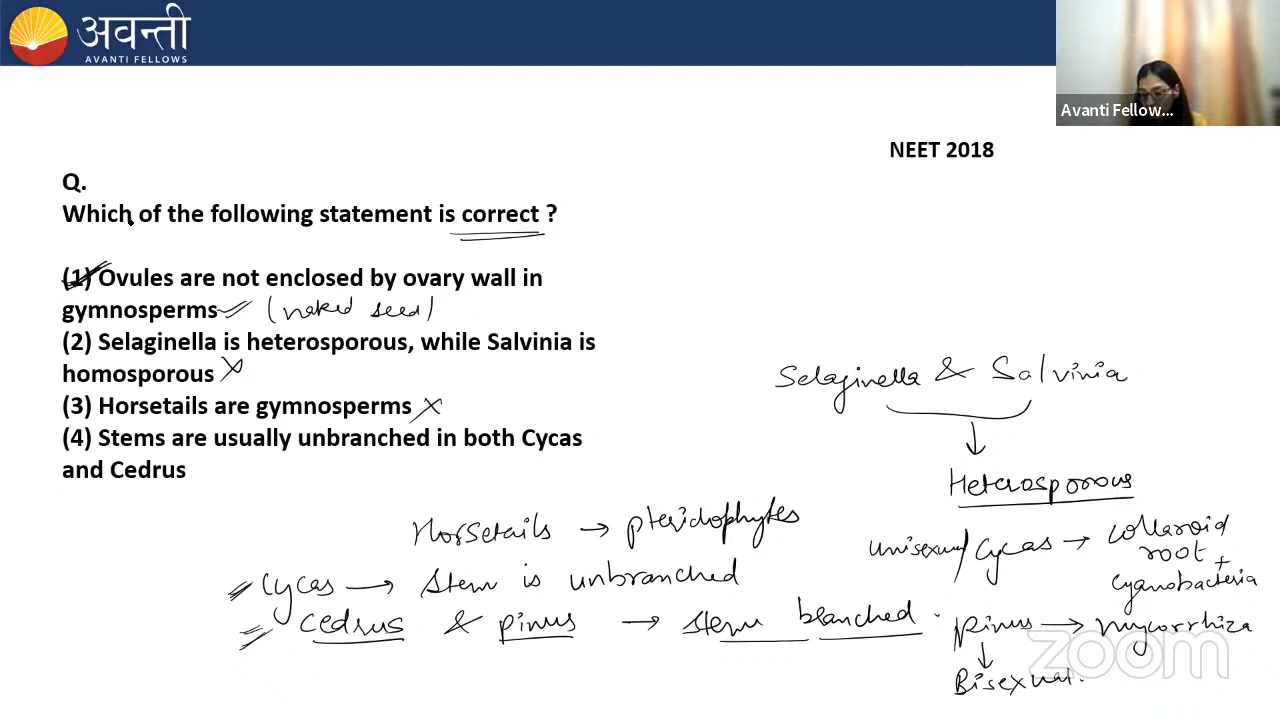 अवन्ती
AVANTI FELLOWS
Avanti Fellow...
NEET 2018
Q.
Which of the following statement is correct ?
(1) Ovules are not enclosed by ovary wall in
gymnosperms (naked seed)
(2) Selaginella is heterosporous, while Salvinia is
homosporous
(3) Horsetails are gymnosperms
(4) Stems are usually unbranched in both Cycas
and Cedrus
Selaginella & Salvinia
Heterosporous
Horsetails → pteridophytes
Unisexual / Cycas → Collaroid
root +
cyanobacteria
Cycas → Stem is unbranched
Cedrus & pinus → stem branched.
pinus → mycorrhiza
Bisexual.
zoom